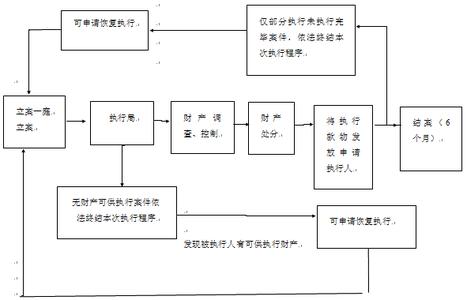 可申请恢复执行。
仅部分执行未执行完
毕案件，依法终结本
次执行程序。
立案一庭
立案。
执行局。
财产调
查、控制。
财产
处分。
将执行
款物发
放申请
执行人。
结案（6
个月）。
无财产可供执行案件依
法终结本次执行程序。
发现被执行人有可供执行财产
可申请恢复执行。